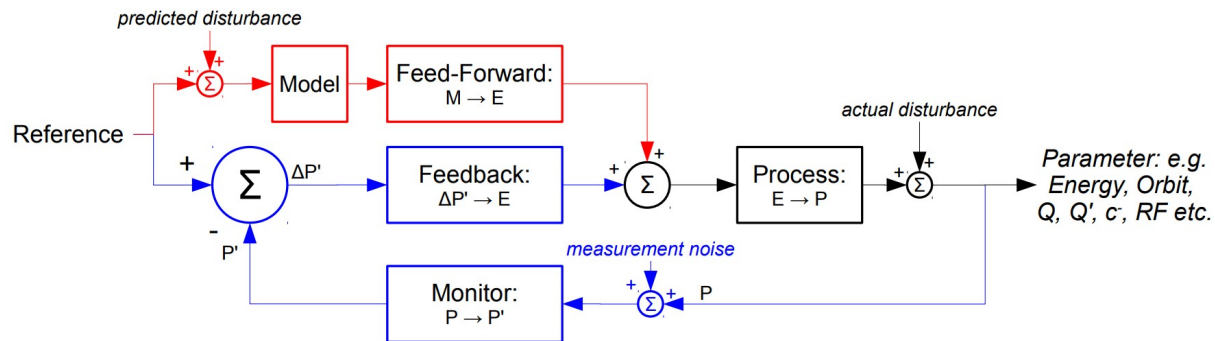 predicted disturbance
+ +
Σ
Model
Feed-Forward:
M → E
actual disturbance
Reference
+
Σ
ΔP'
-
P'
Feedback:
ΔP' → E
+ +
Σ
Process:
E → P
+ +
Σ
Parameter: e.g.
Energy, Orbit,
Q, Q', c-, RF etc.
measurement noise
Monitor:
P → P'
+ +
Σ
P